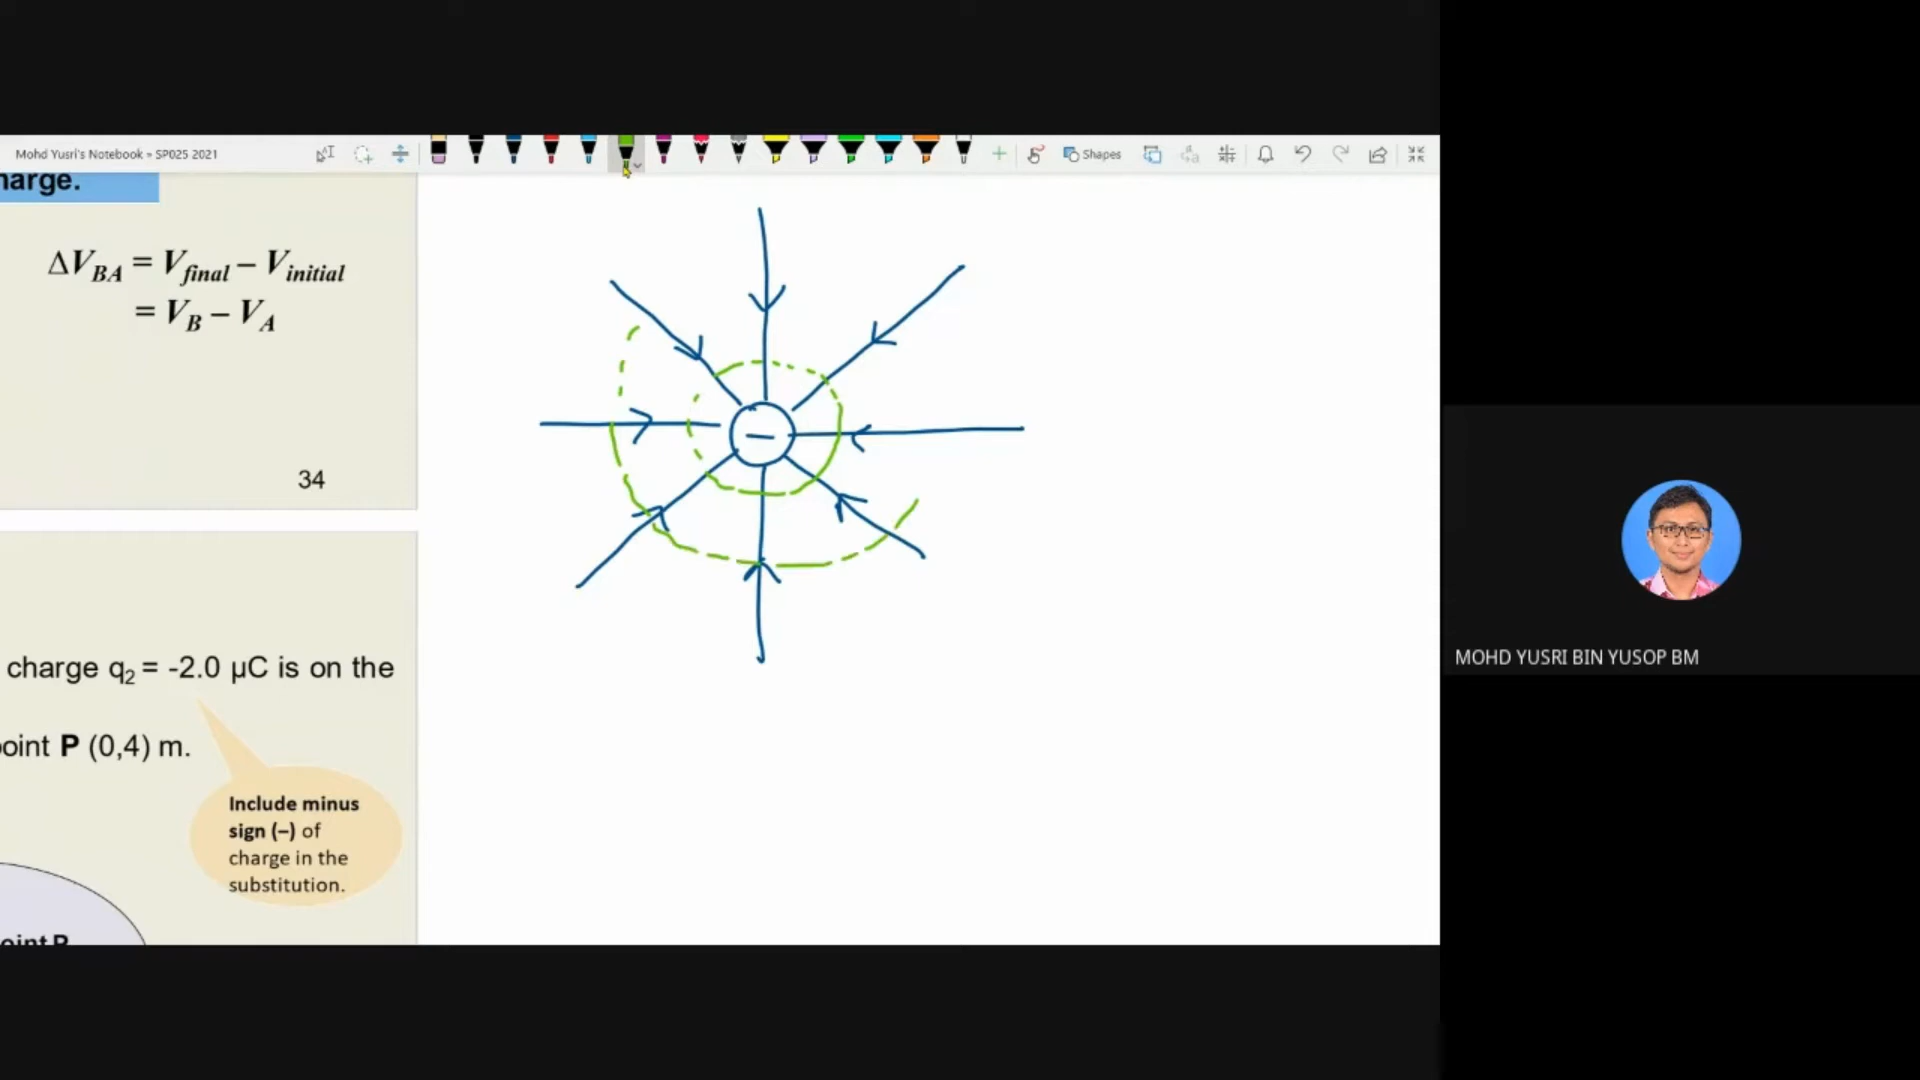 Mohd Yusri's Notebook » SP025 2021
Shapes
harge.
ΔV_BA = V_final – V_initial
= V_B – V_A
34
charge q₂ = -2.0 µC is on the
point P (0,4) m.
Include minus
sign (–) of
charge in the
substitution.
oint P
–
MOHD YUSRI BIN YUSOP BM